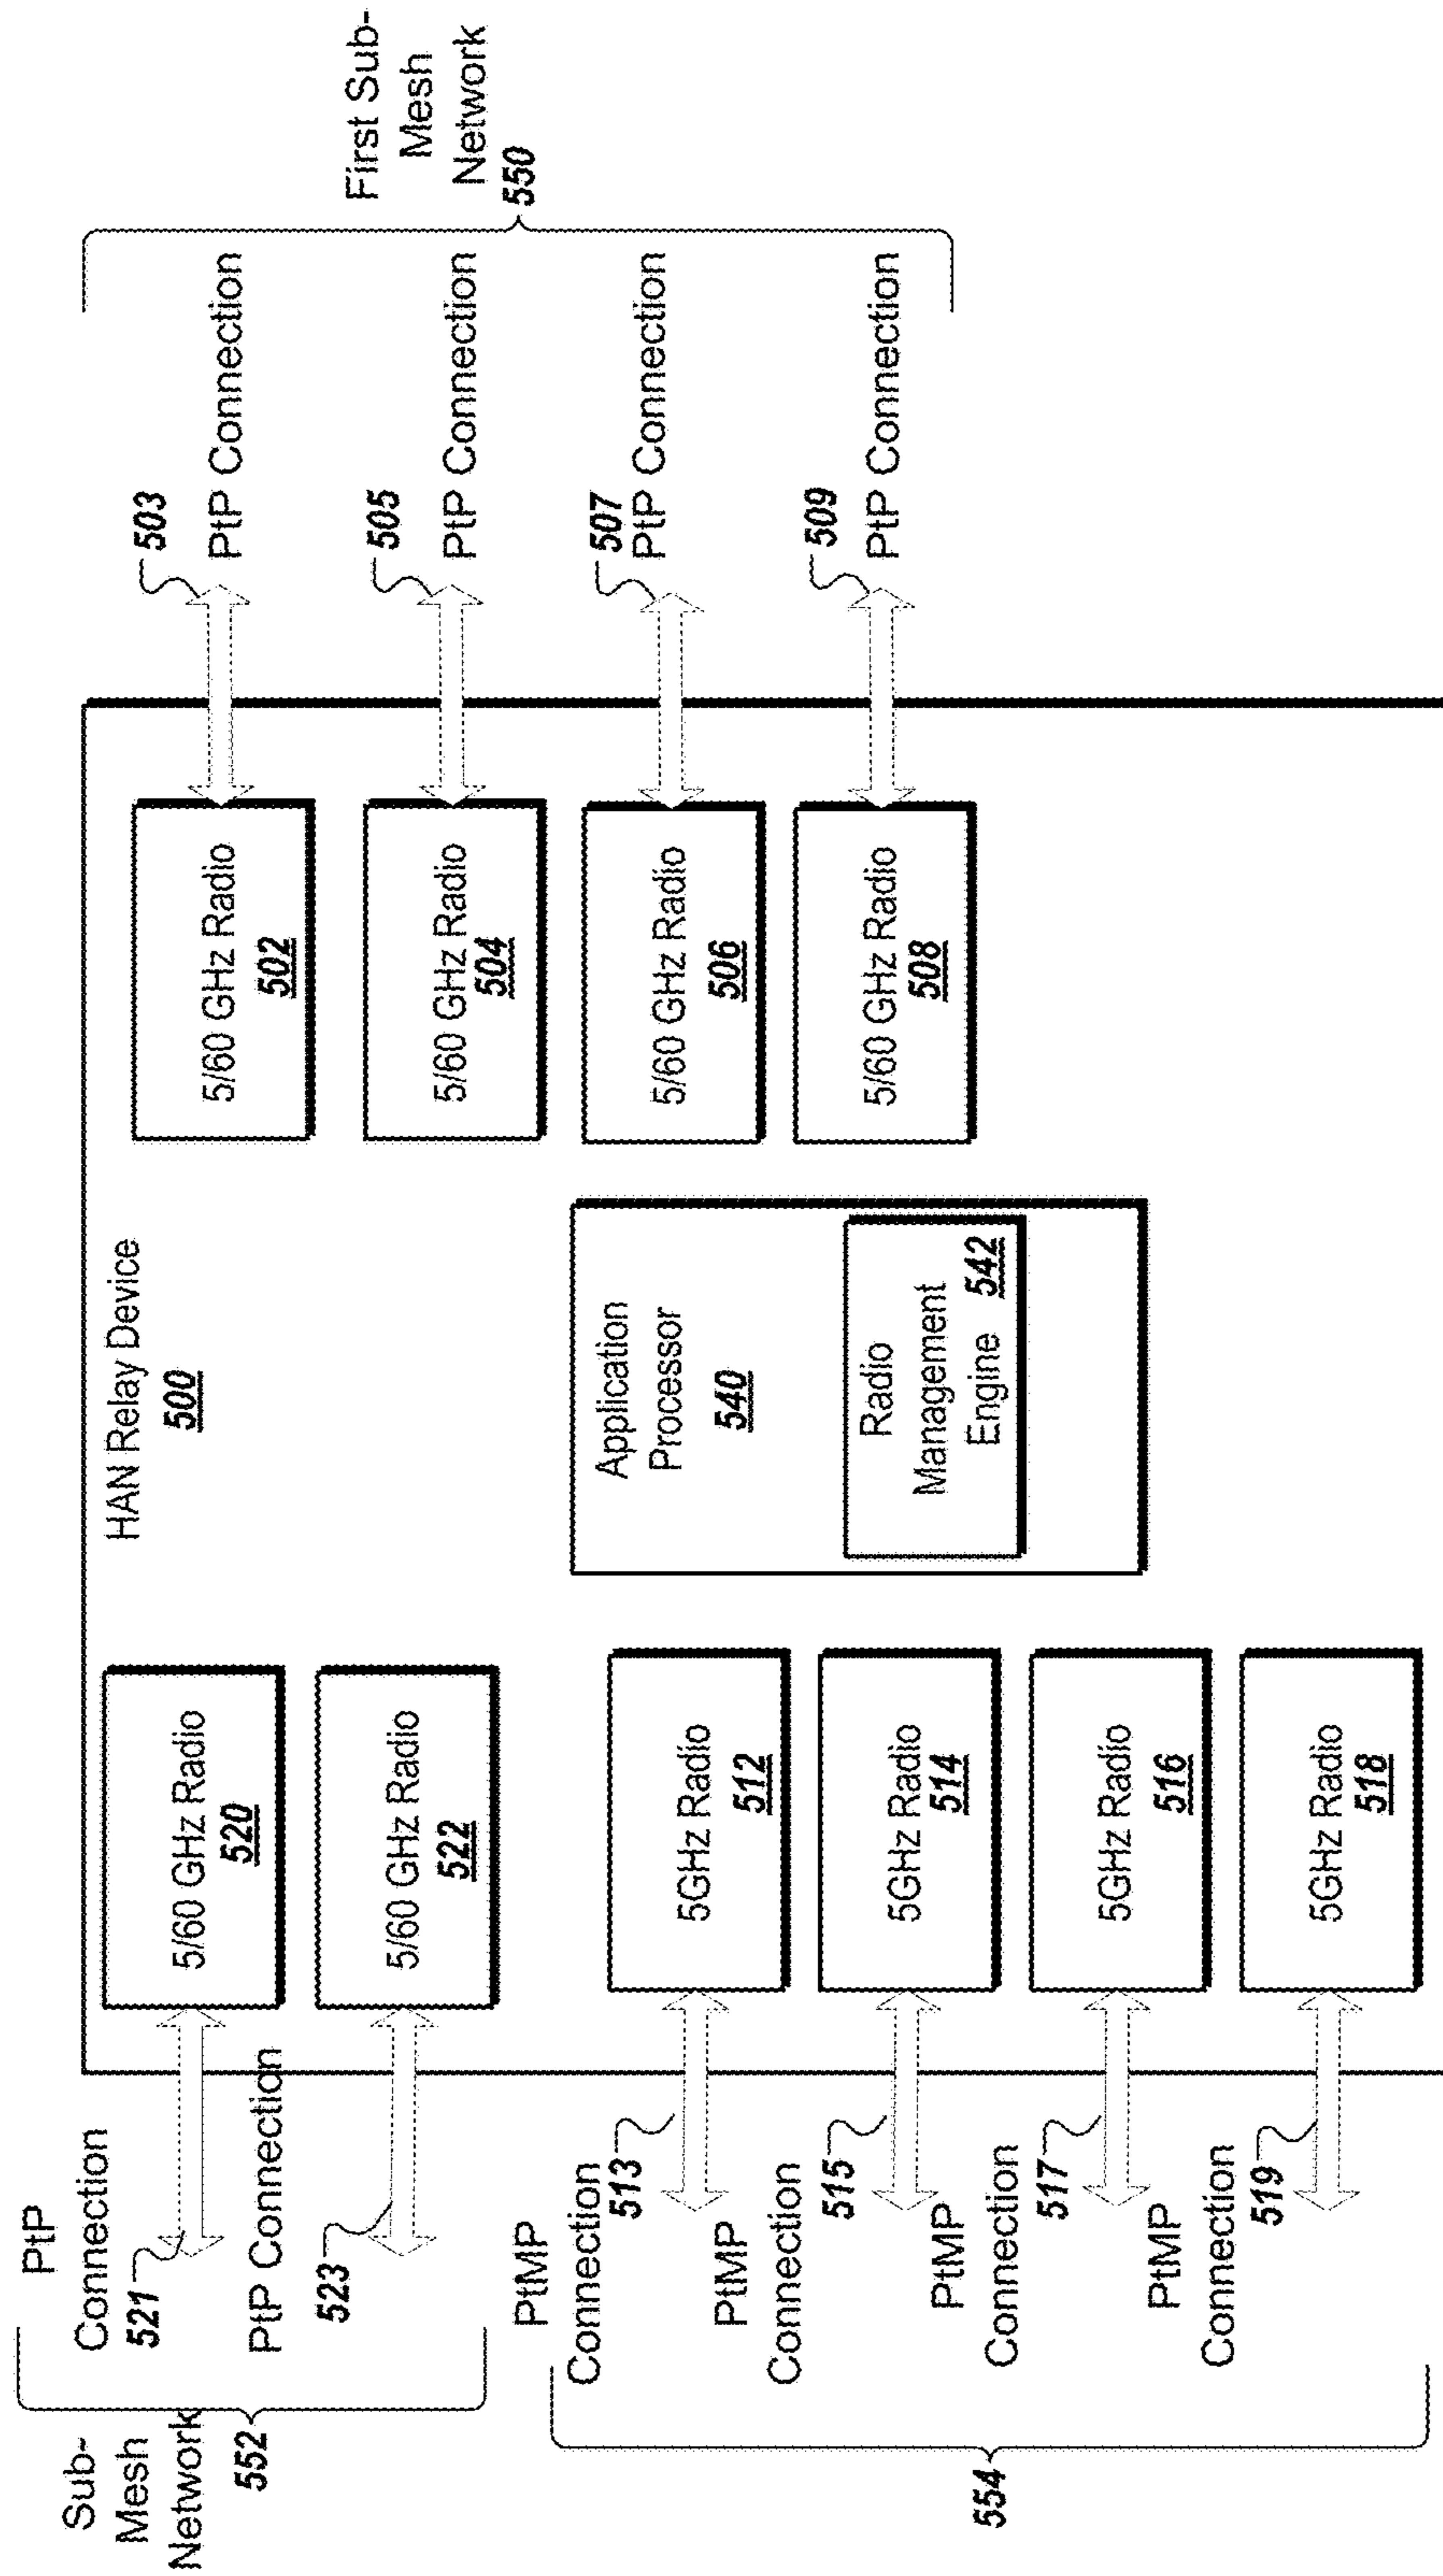 HAN Relay Device
500
Sub-
Mesh
Network
552
PtP
Connection
521
PtP Connection
523
5/60 GHz Radio
520
5/60 GHz Radio
522
554
PtMP
Connection
513
PtMP
Connection
515
PtMP
Connection
517
PtMP
Connection
519
5GHz Radio
512
5GHz Radio
514
5GHz Radio
516
5GHz Radio
518
Application
Processor
540
Radio
Management
Engine 542
5/60 GHz Radio
502
5/60 GHz Radio
504
5/60 GHz Radio
506
5/60 GHz Radio
508
503
PtP Connection
505
PtP Connection
507
PtP Connection
509
PtP Connection
First Sub-
Mesh
Network
550